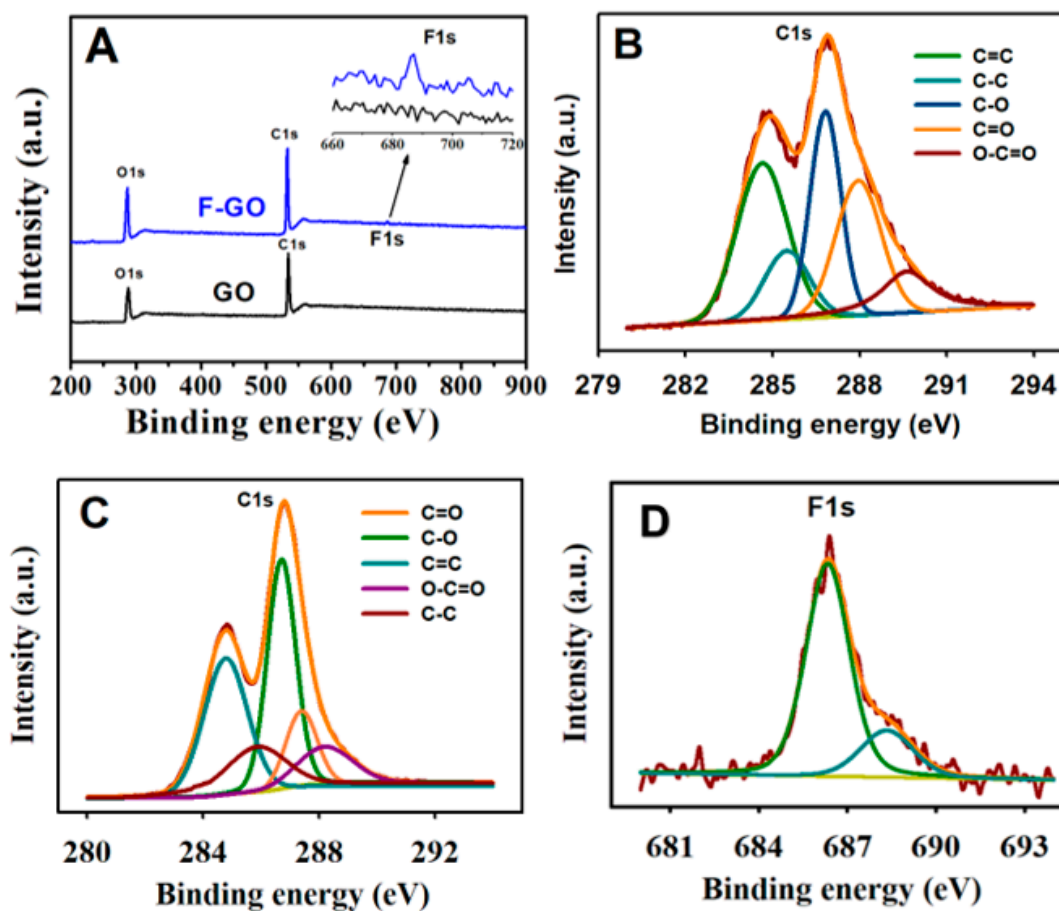 A
F1s
660 680 700 720
O1s
C1s
F-GO
F1s
C1s
O1s
GO
Intensity (a.u.)
200 300 400 500 600 700 800 900
Binding energy (eV)
B
C1s
C=C
C-C
C-O
C=O
O-C=O
Intensity (a.u.)
279 282 285 288 291 294
Binding energy (eV)
C
C1s
C=O
C-O
C=C
O-C=O
C-C
Intensity (a.u.)
280 284 288 292
Binding energy (eV)
D
F1s
Intensity (a.u.)
681 684 687 690 693
Binding energy (eV)